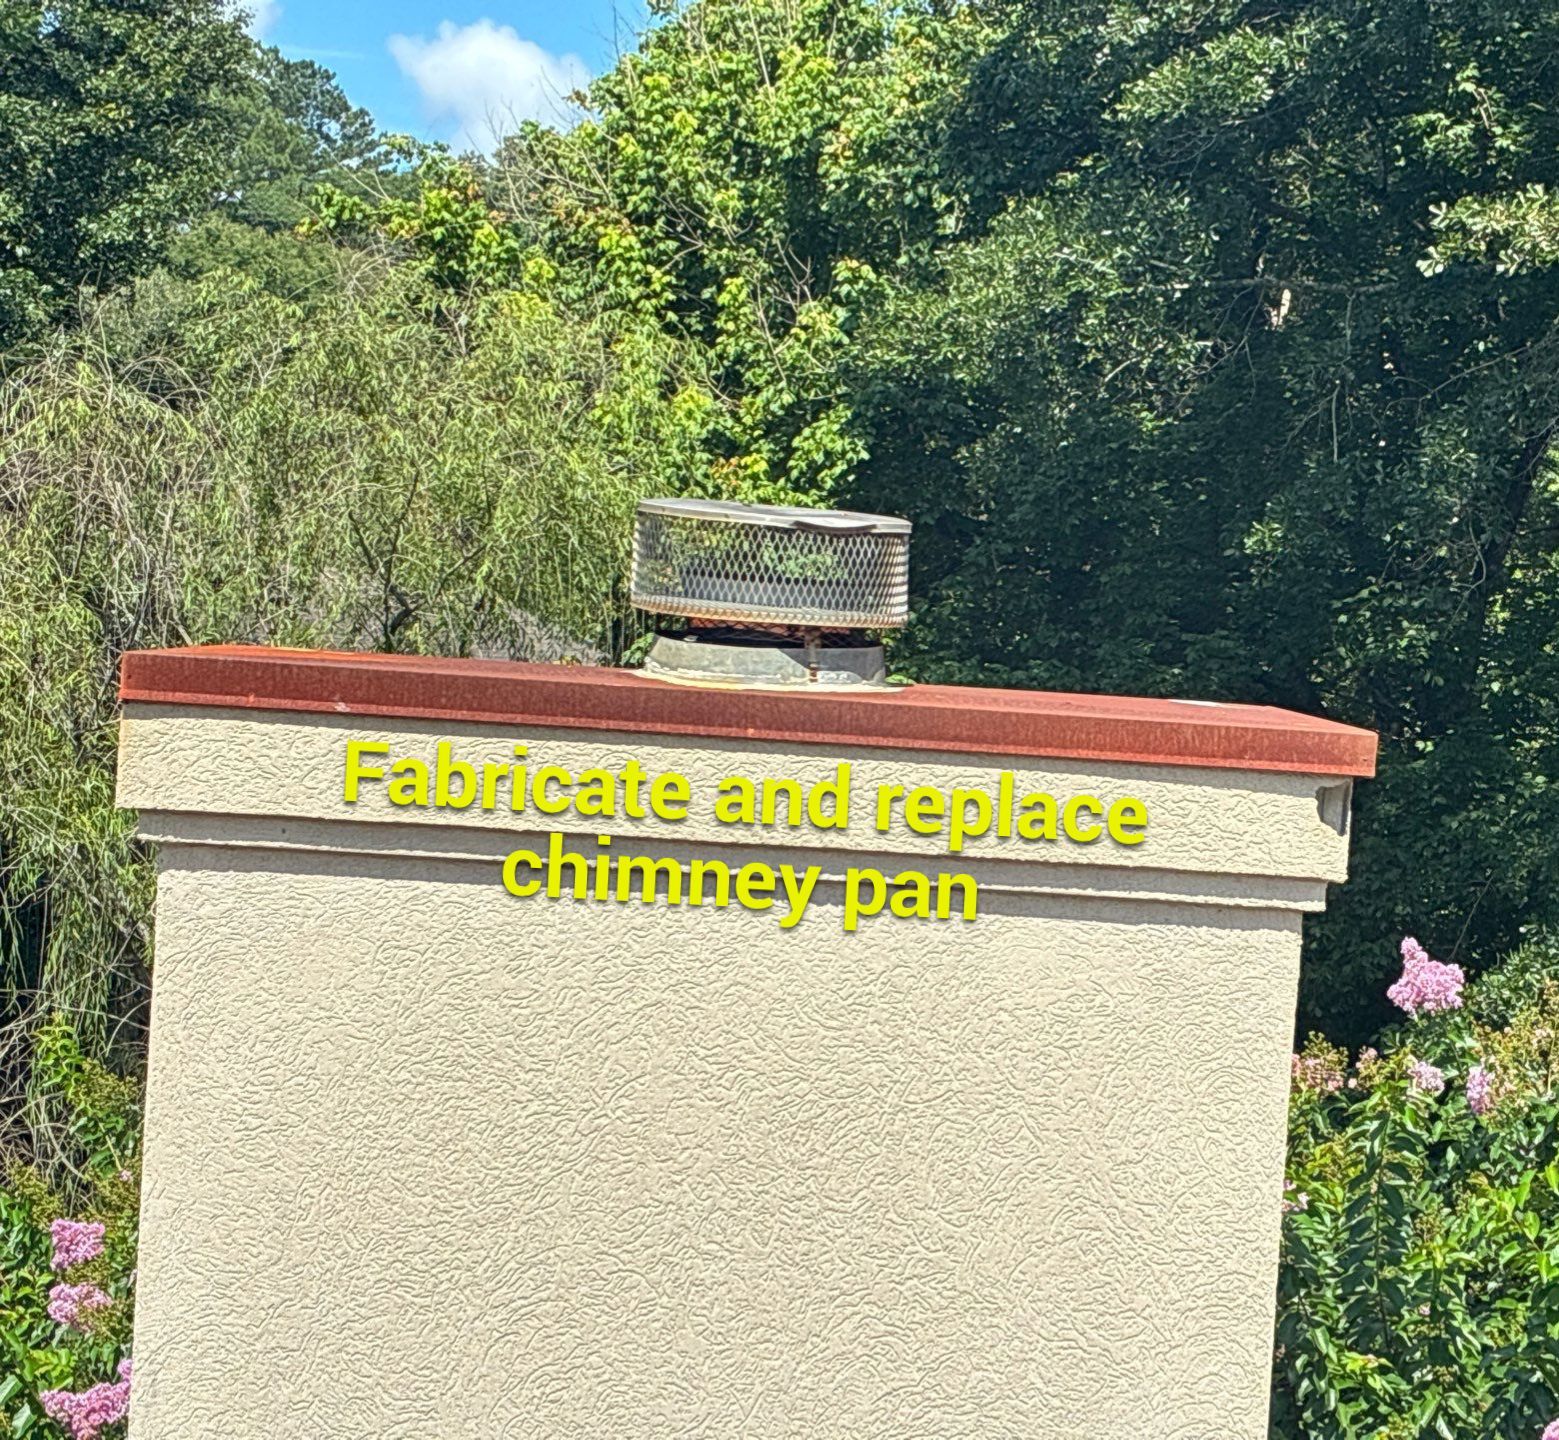 Fabricate and replace
chimney pan